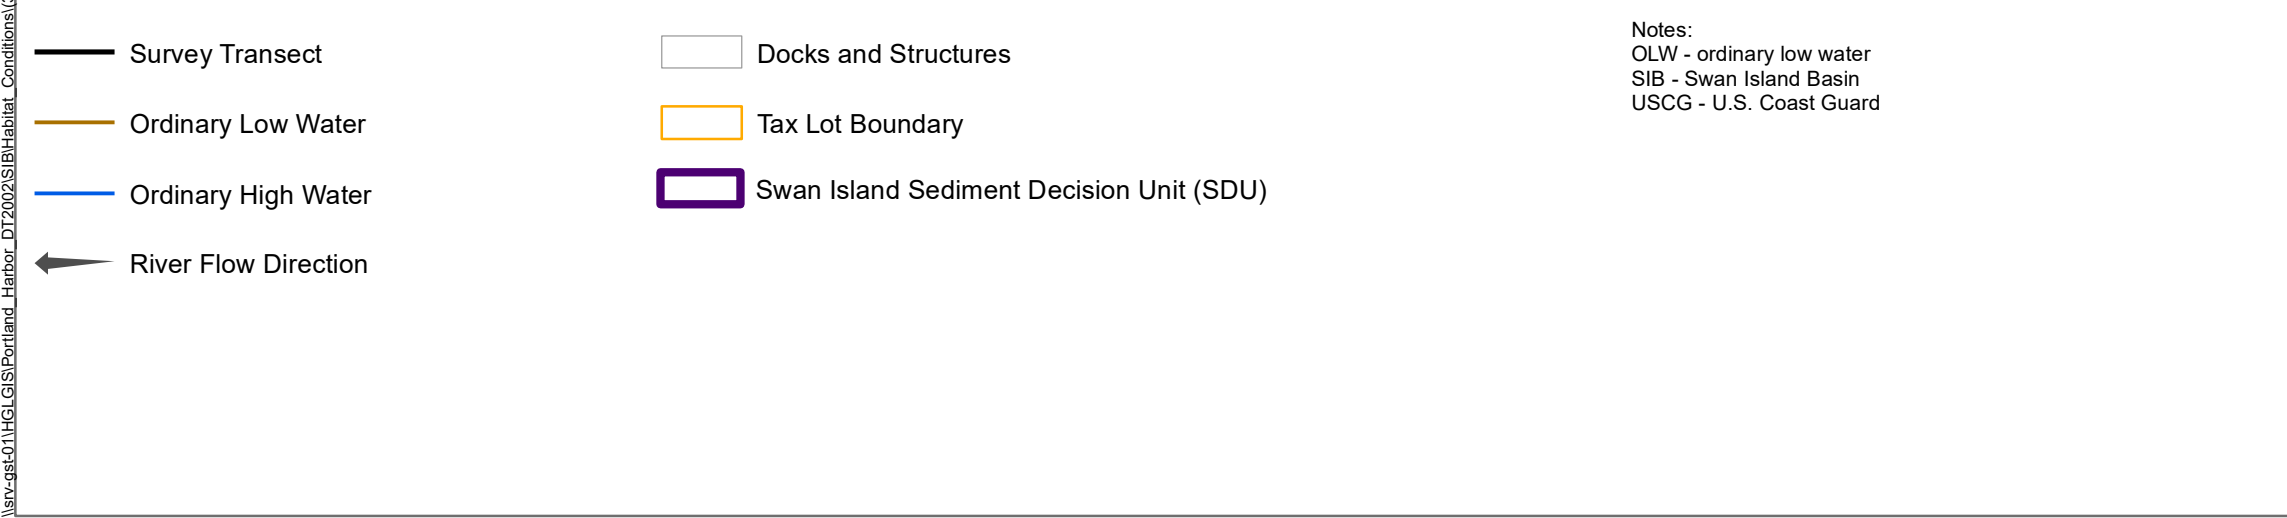 Survey Transect
Ordinary Low Water
Ordinary High Water
River Flow Direction
Docks and Structures
Tax Lot Boundary
Swan Island Sediment Decision Unit (SDU)
Notes:
OLW - ordinary low water
SIB - Swan Island Basin
USCG - U.S. Coast Guard
\\srv-gst-01\HGLGIS\Portland_Harbor_DT2002\SIB\Habitat_Conditions\(